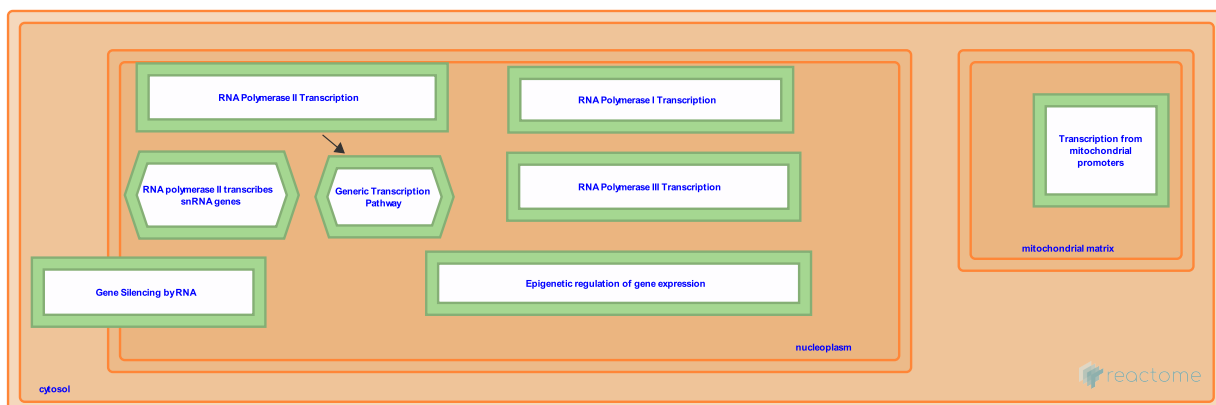 RNA Polymerase II Transcription
RNA Polymerase I Transcription
Transcription from
mitochondrial
promoters
RNA polymerase II transcribes
snRNA genes
Generic Transcription
Pathway
RNA Polymerase III Transcription
mitochondrial matrix
Gene Silencing by RNA
Epigenetic regulation of gene expression
nucleoplasm
cytosol
reactome